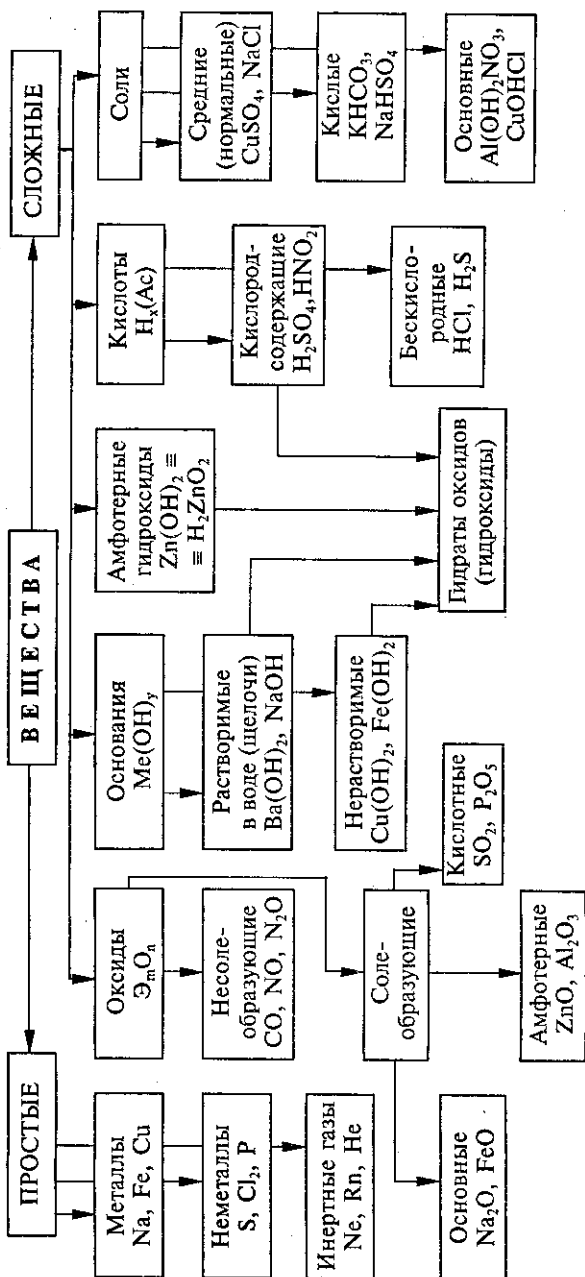 ВЕЩЕСТВА
ПРОСТЫЕ
СЛОЖНЫЕ
Металлы
Na, Fe, Cu
Неметаллы
S, Cl₂, P
Инертные газы
Ne, Rn, He
Оксиды
ЭₘOₙ
Несоле-
образующие
CO, NO, N₂O
Соле-
образующие
Основные
Na₂O, FeO
Амфотерные
ZnO, Al₂O₃
Кислотные
SO₂, P₂O₅
Основания
Me(OH)ᵧ
Растворимые
в воде (щелочи)
Ba(OH)₂, NaOH
Нерастворимые
Cu(OH)₂, Fe(OH)₂
Амфотерные
гидроксиды
Zn(OH)₂ ≡
≡ H₂ZnO₂
Гидраты оксидов
(гидроксиды)
Кислоты
Hₓ(Ac)
Кислород-
содержащие
H₂SO₄, HNO₂
Бескисло-
родные
HCl, H₂S
Соли
Средние
(нормальные)
CuSO₄, NaCl
Кислые
KHCO₃,
NaHSO₄
Основные
Al(OH)₂NO₃,
CuOHCl